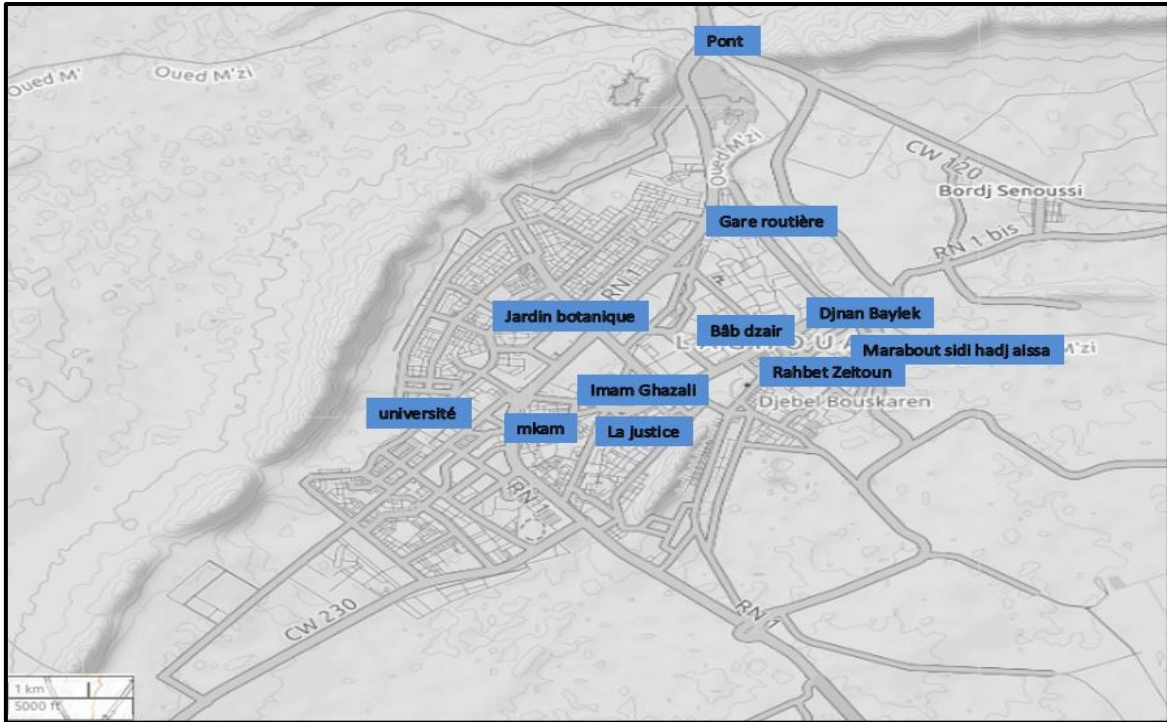 Pont
Oued M'
Oued M'zi
Oued M'zi
CW 120
Bordj Senoussi
Gare routière
RN 1 bis
RN 1
Jardin botanique
Djnan Baylek
Bâb dzair
Marabout sidi hadj aissa
M'zi
Rahbet Zeitoun
Imam Ghazali
Djebel Bouskaren
université
mkam
La justice
RN 1
CW 230
RN 1
1 km
5000 ft